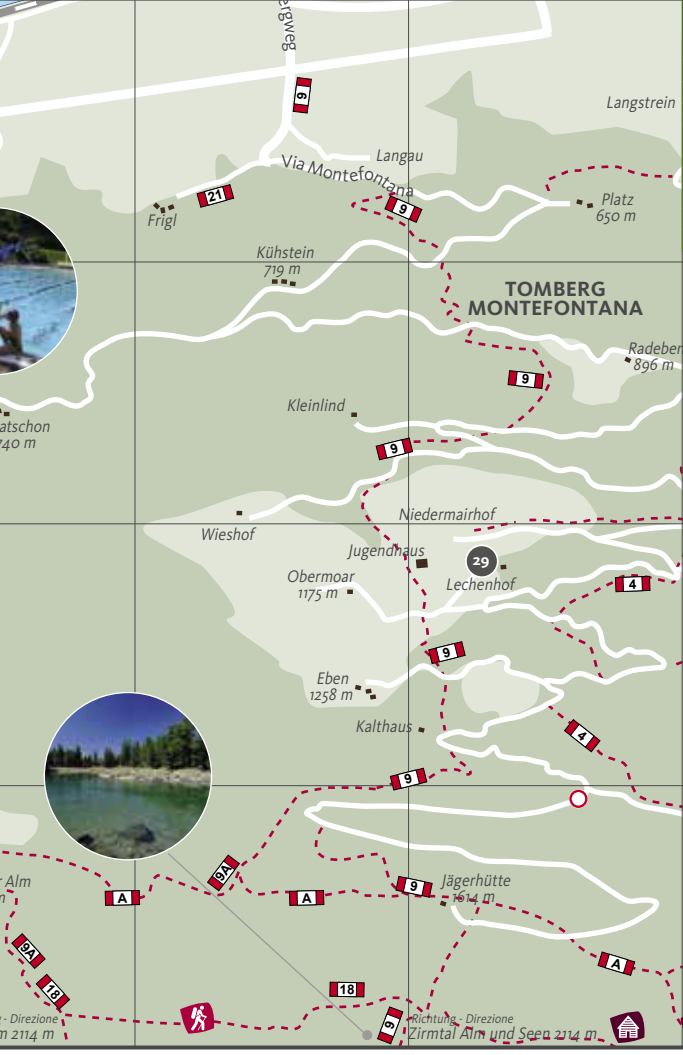 ergweg
9
Langstrein
Langau
Via Montefontana
21
9
Frigl
Platz
650 m
Kühstein
719 m
TOMBERG
MONTEFONTANA
Radeber
896 m
9
Kleinlind
atschon
740 m
9
Niedermairhof
Wieshof
Jugendhaus
29
Obermoar
1175 m
Lechenhof
4
9
Eben
1258 m
Kalthaus
4
9
9A
r Alm
m
A
A
9
Jägerhütte
1614 m
9A
A
18
18
g - Direzione
m 2114 m
9
Richtung - Direzione
Zirmtal Alm und Seen 2114 m